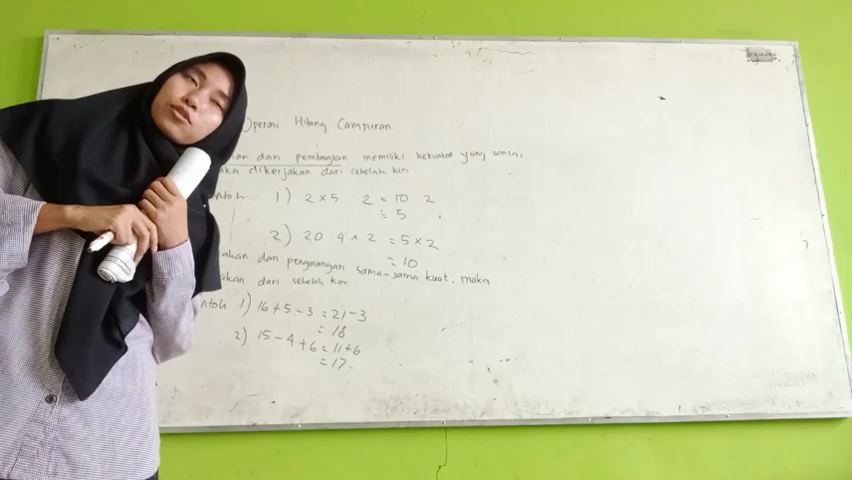 Operasi Hitung Campuran
dan pembagian memiliki kekuatan yang sama,
dikerjakan dari sebelah kiri
1) 2 x 5 : 2 = 10 : 2
= 5
2) 20 : 4 x 2 = 5 x 2
= 10
dan pengurangan sama-sama kuat, maka
dari sebelah kiri
1) 16 + 5 - 3 = 21 - 3
= 18
2) 15 - 4 + 6 = 11 + 6
= 17